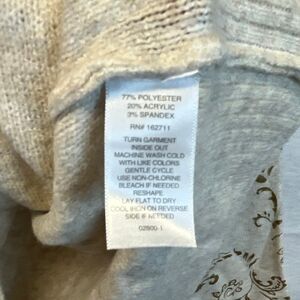 77% POLYESTER
20% ACRYLIC
3% SPANDEX
RN# 162711
TURN GARMENT
INSIDE OUT
MACHINE WASH COLD
WITH LIKE COLORS
GENTLE CYCLE
USE NON-CHLORINE
BLEACH IF NEEDED
RESHAPE,
LAY FLAT TO DRY
COOL IRON ON REVERSE
SIDE IF NEEDED
02800-1